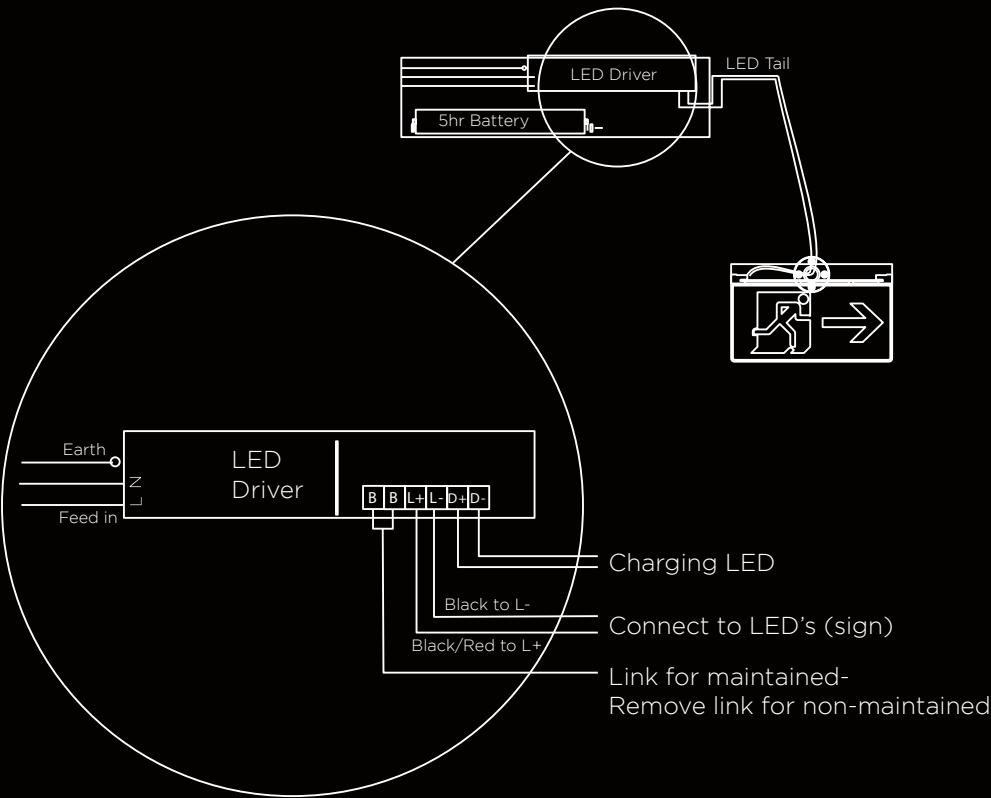 LED Driver
LED Tail
5hr Battery
Earth
L N
Feed in
LED
Driver
B B L+ L- D+ D-
Charging LED
Black to L-
Connect to LED's (sign)
Black/Red to L+
Link for maintained-
Remove link for non-maintained